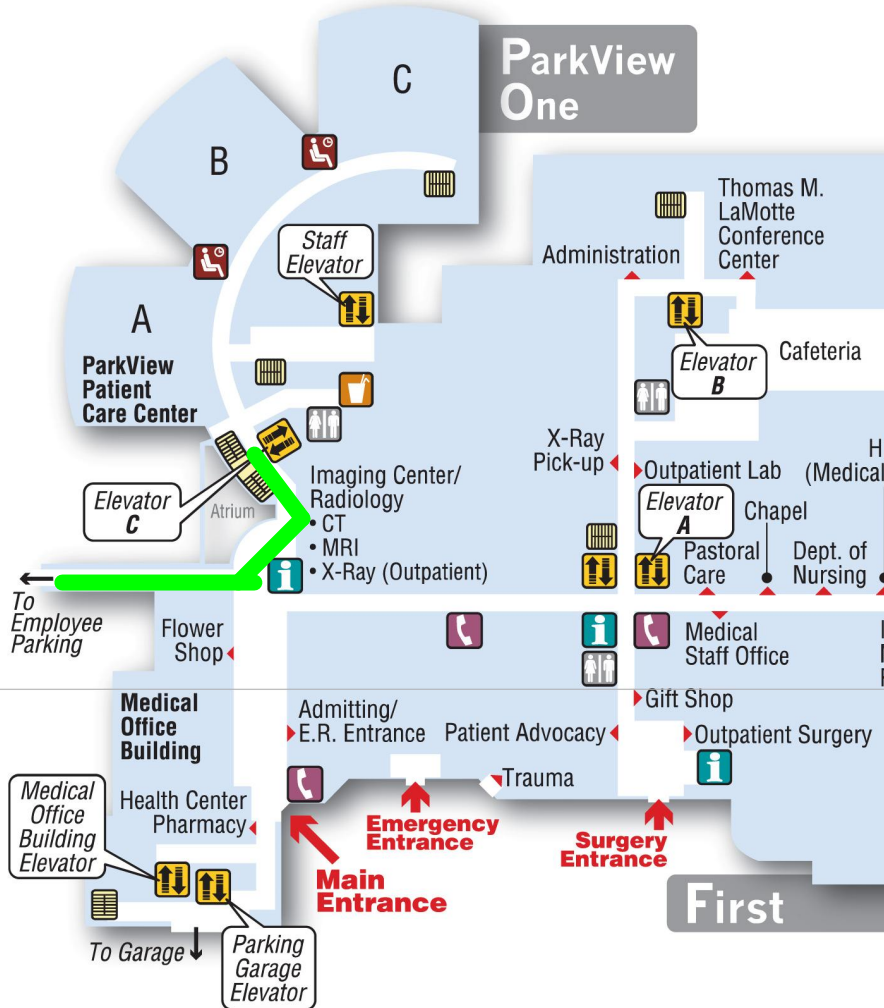 ParkView
One
C
B
A
Staff
Elevator
ParkView
Patient
Care Center
Thomas M.
LaMotte
Conference
Center
Administration
Elevator
B
Cafeteria
X-Ray
Pick-up
Outpatient Lab
H
(Medical
Imaging Center/
Radiology
• CT
• MRI
• X-Ray (Outpatient)
Elevator
C
Atrium
Elevator
A
Chapel
Pastoral
Care
Dept. of
Nursing
i
To
Employee
Parking
Flower
Shop
i
Medical
Staff Office
Medical
Office
Building
Gift Shop
Admitting/
E.R. Entrance
Patient Advocacy
Outpatient Surgery
i
Trauma
Medical
Office
Building
Elevator
Health Center
Pharmacy
Emergency
Entrance
Surgery
Entrance
Main
Entrance
First
To Garage
Parking
Garage
Elevator